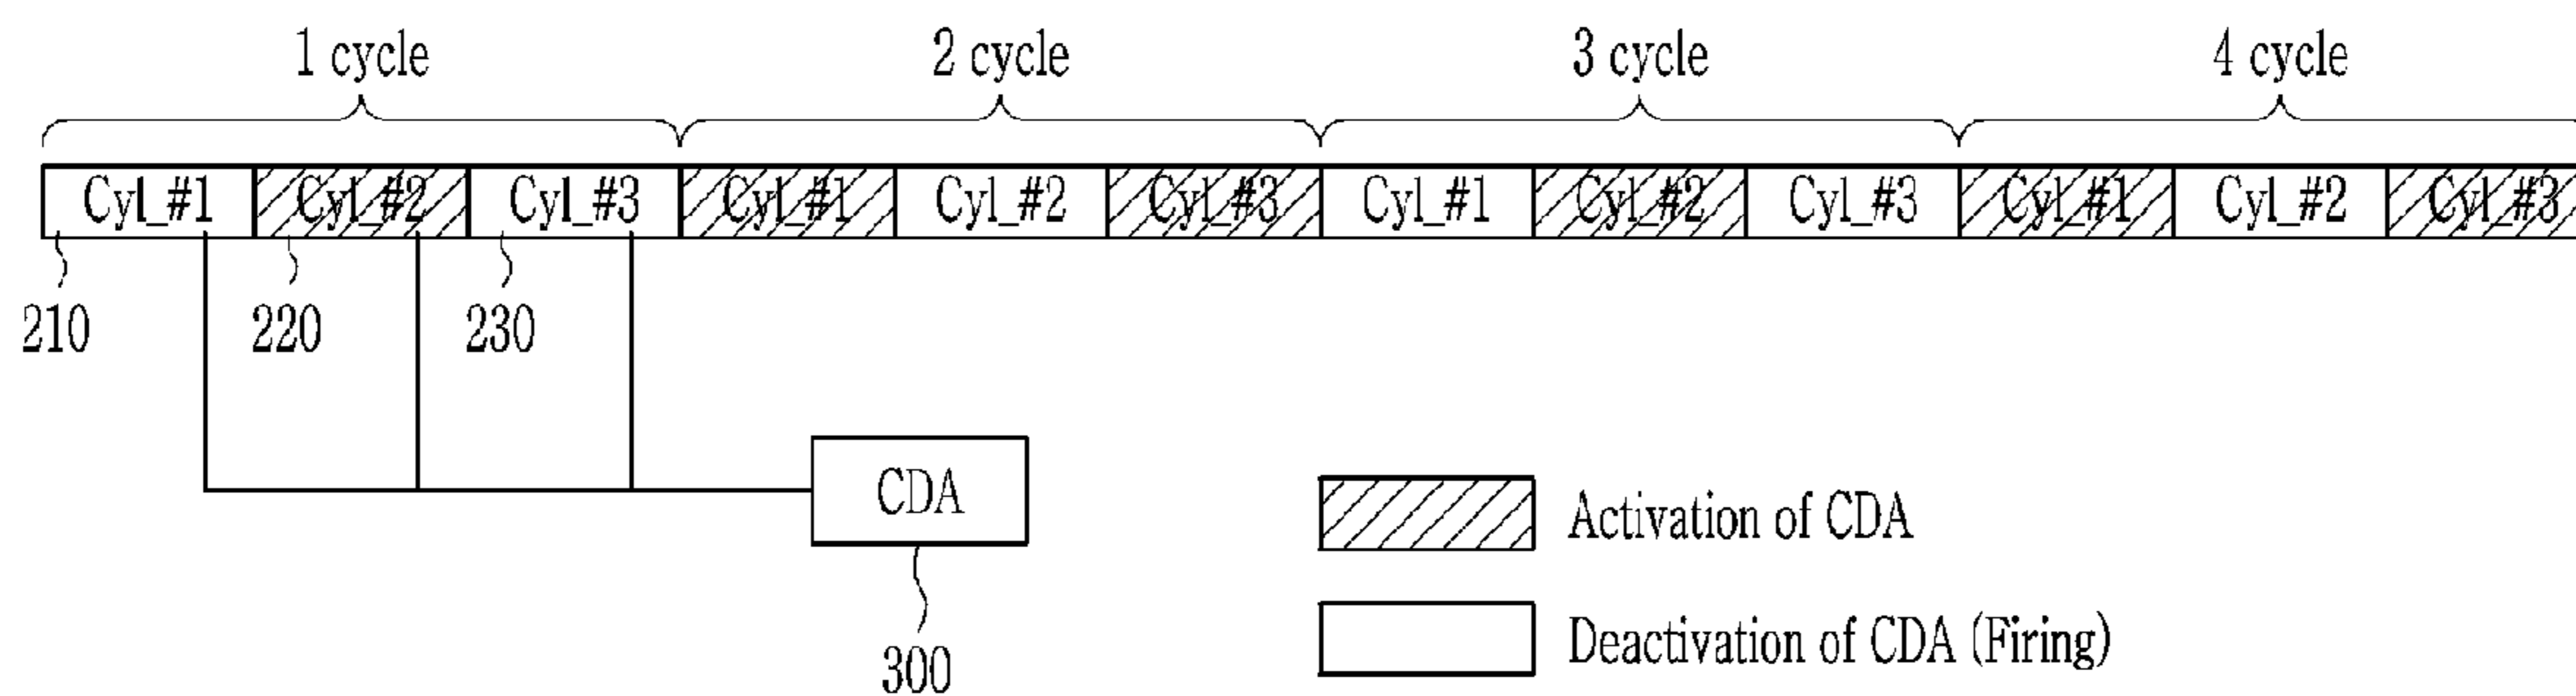 1 cycle 2 cycle 3 cycle 4 cycle
Cyl_#1 Cyl_#2 Cyl_#3 Cyl_#1 Cyl_#2 Cyl_#3 Cyl_#1 Cyl_#2 Cyl_#3 Cyl_#1 Cyl_#2 Cyl_#3
210 220 230
CDA
300
Activation of CDA
Deactivation of CDA (Firing)